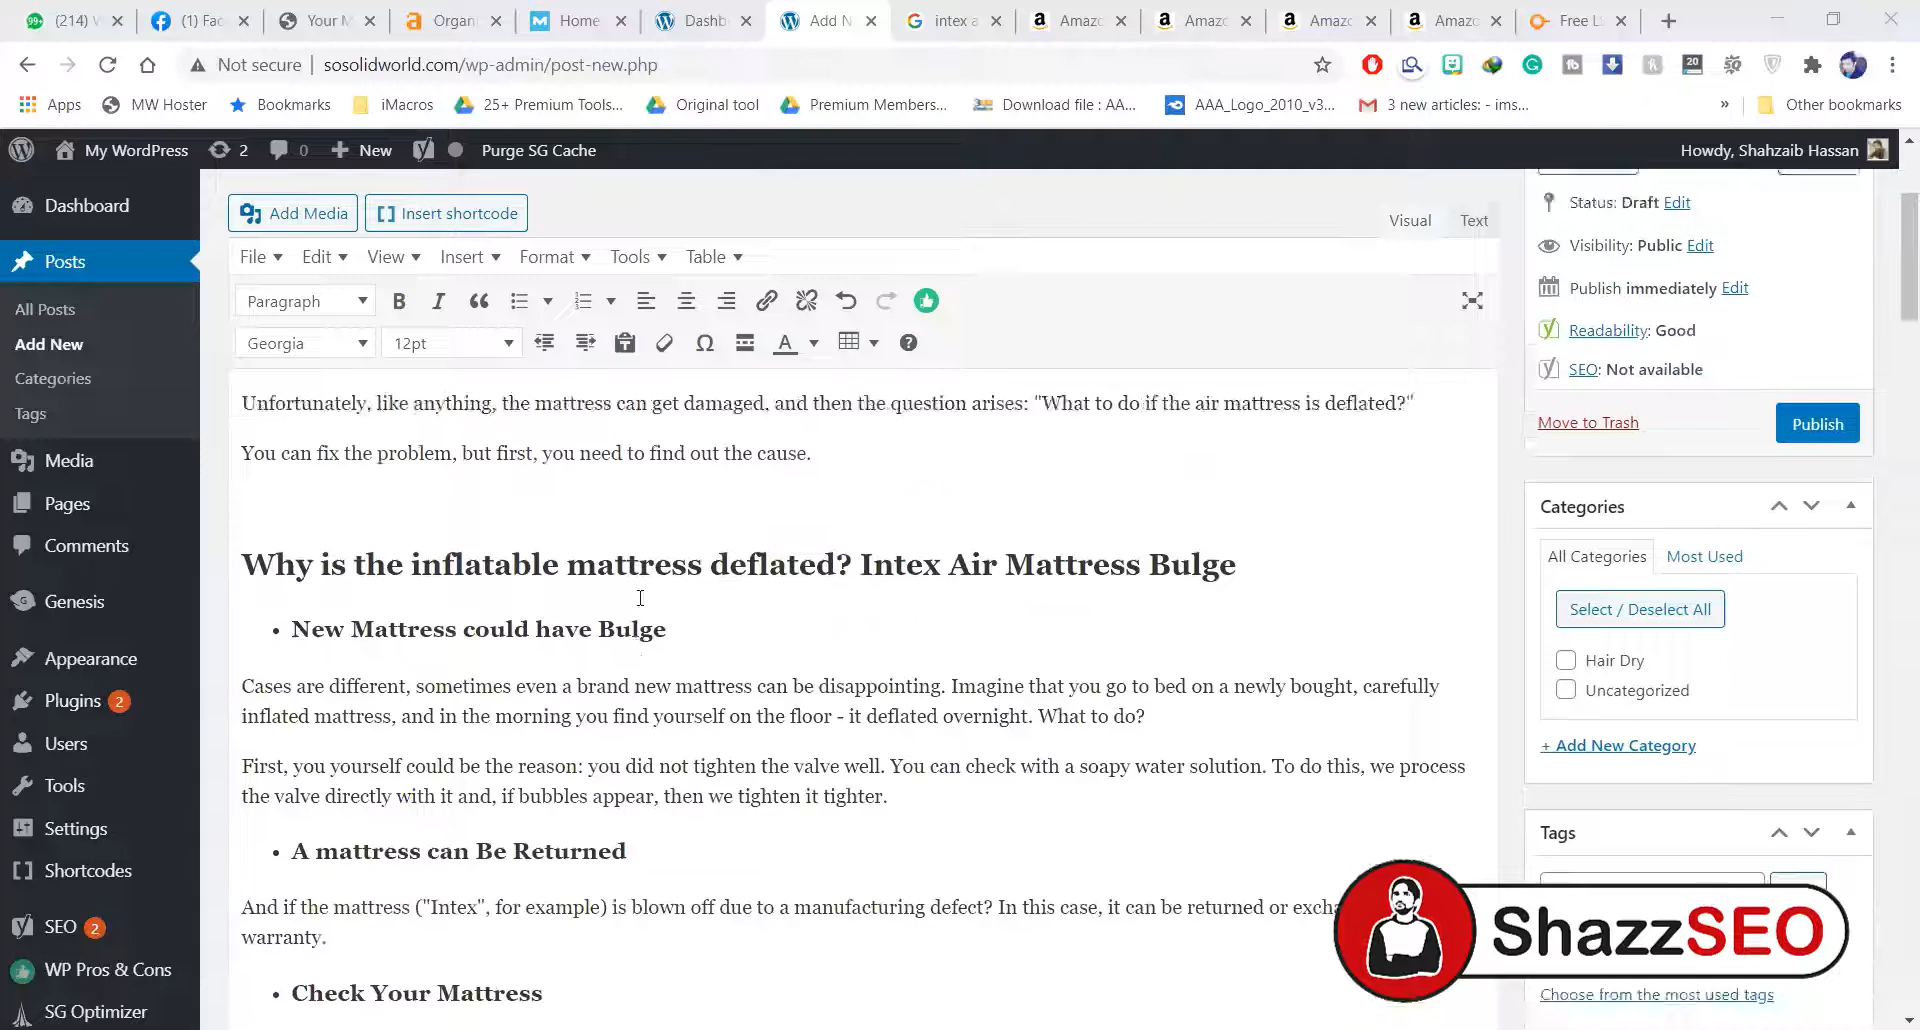 (214) (1) Fac Your M Organ Home Dashb Add N intex a Amazo Amazo Amazo Amazo Free L
Not secure sosolidworld.com/wp-admin/post-new.php
Apps MW Hoster Bookmarks iMacros 25+ Premium Tools... Original tool Premium Members... Download file : AA... AAA_Logo_2010_v3... 3 new articles: - ims... » Other bookmarks
My WordPress 2 0 New Purge SG Cache Howdy, Shahzaib Hassan
Dashboard
Posts
All Posts
Add New
Categories
Tags
Media
Pages
Comments
Genesis
Appearance
Plugins 2
Users
Tools
Settings
Shortcodes
SEO 2
WP Pros & Cons
SG Optimizer
Add Media Insert shortcode
Visual Text
File Edit View Insert Format Tools Table
Paragraph
Georgia 12pt
Unfortunately, like anything, the mattress can get damaged, and then the question arises: "What to do if the air mattress is deflated?"
You can fix the problem, but first, you need to find out the cause.
Why is the inflatable mattress deflated? Intex Air Mattress Bulge
• New Mattress could have Bulge
Cases are different, sometimes even a brand new mattress can be disappointing. Imagine that you go to bed on a newly bought, carefully
inflated mattress, and in the morning you find yourself on the floor - it deflated overnight. What to do?
First, you yourself could be the reason: you did not tighten the valve well. You can check with a soapy water solution. To do this, we process
the valve directly with it and, if bubbles appear, then we tighten it tighter.
• A mattress can Be Returned
And if the mattress ("Intex", for example) is blown off due to a manufacturing defect? In this case, it can be returned or excha
warranty.
• Check Your Mattress
Status: Draft Edit
Visibility: Public Edit
Publish immediately Edit
Readability: Good
SEO: Not available
Move to Trash Publish
Categories
All Categories Most Used
Select / Deselect All
Hair Dry
Uncategorized
+ Add New Category
Tags
ShazzSEO
Choose from the most used tags